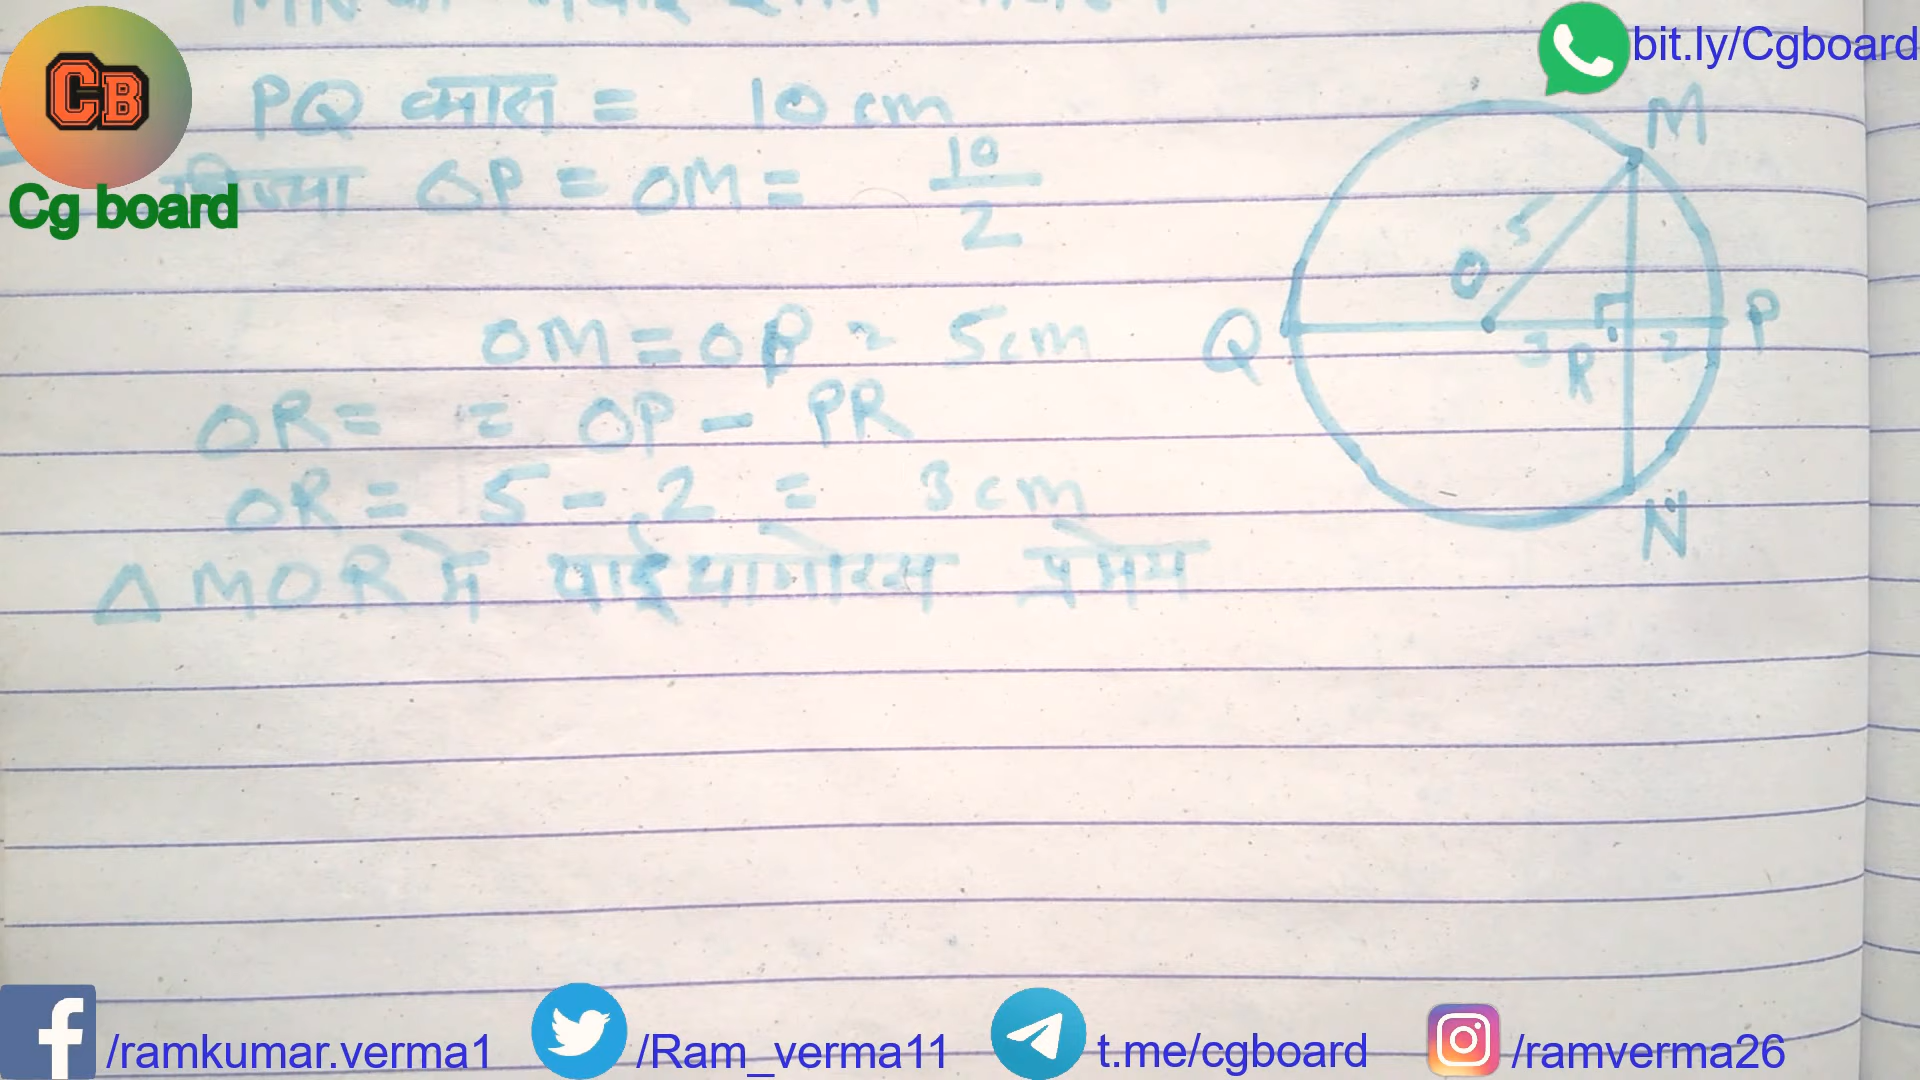 CB
Cg board
bit.ly/Cgboard
PQ व्यास = 10 cm
त्रिज्या OP = OM = 10/2
OM = OP = 5 cm
OR = = OP - PR
OR = 5 - 2 = 3 cm
Δ MOR में पाईथागोरस प्रमेय
M
5
O
Q
3
R
2
P
N
/ramkumar.verma1
/Ram_verma11
t.me/cgboard
/ramverma26